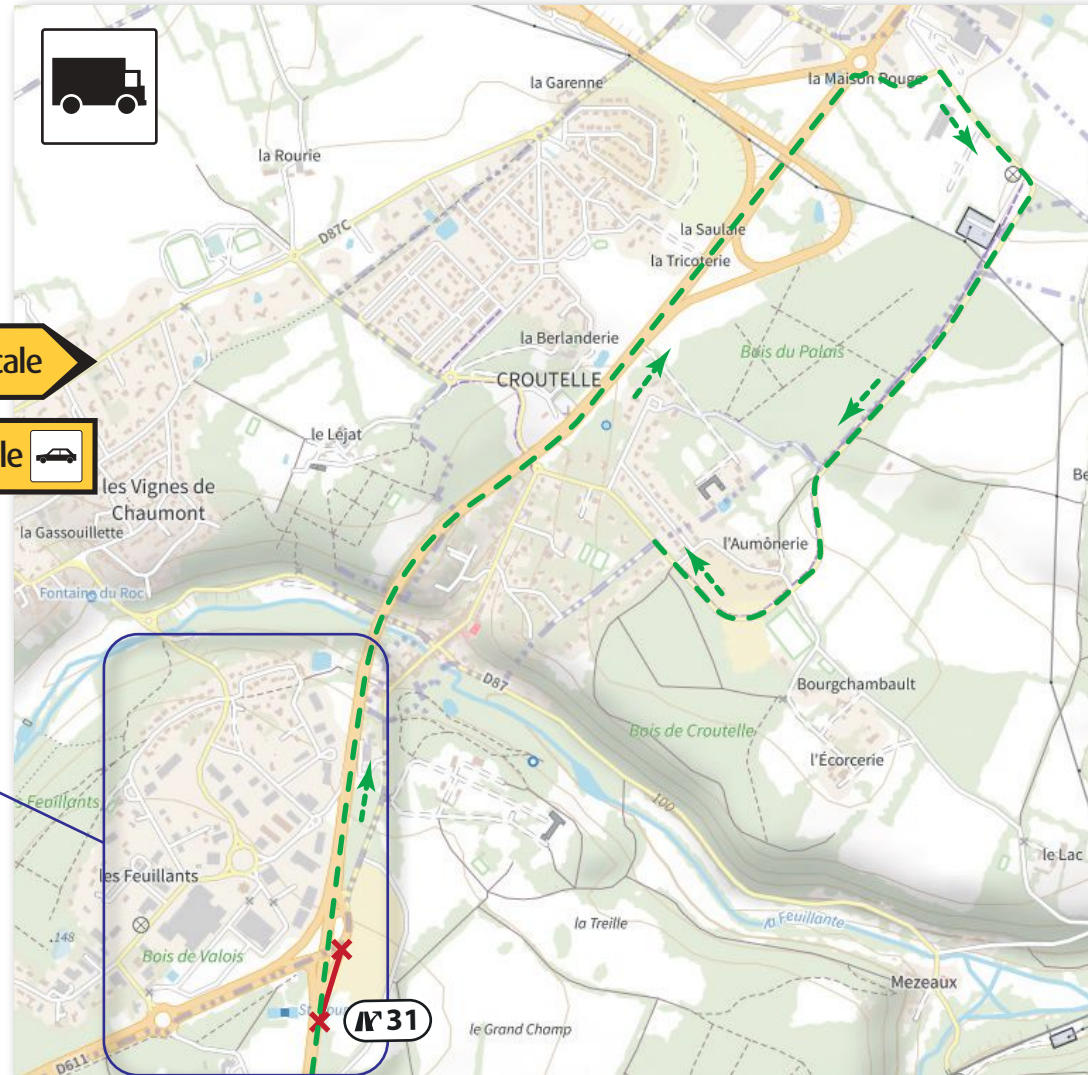 la Garenne
la Maison Rouge
la Rourie
D87C
la Saulaie
la Tricoterie
la Berlanderie
Bois du Palais
CROUTELLE
le Léjat
les Vignes de
Chaumont
la Gassouillette
l'Aumônerie
Fontaine du Roc
D87
Bourgchambault
Bois de Croutelle
l'Écorcerie
Feuillants
100
les Feuillants
le Lac
la Treille
la Feuillante
148
Bois de Valois
Mezeaux
31
le Grand Champ
D611